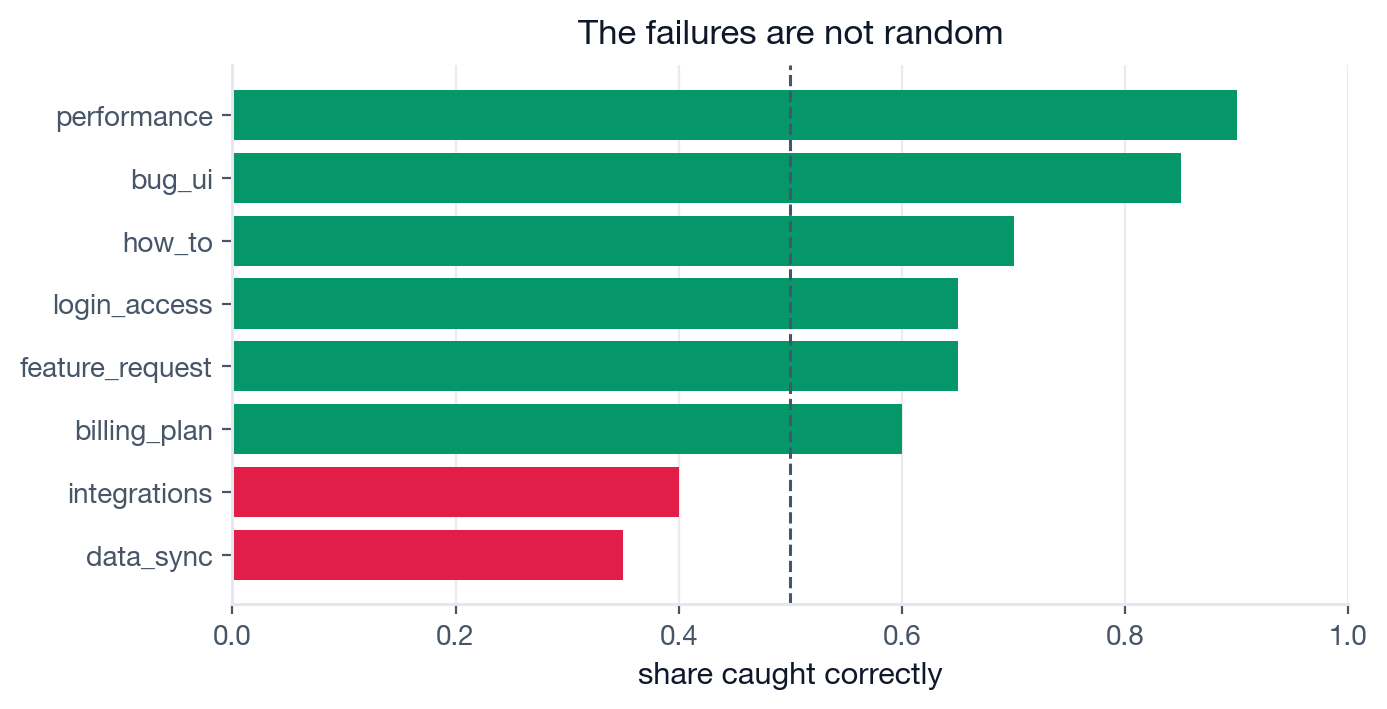 The failures are not random
performance
bug_ui
how_to
login_access
feature_request
billing_plan
integrations
data_sync
0.0 0.2 0.4 0.6 0.8 1.0
share caught correctly